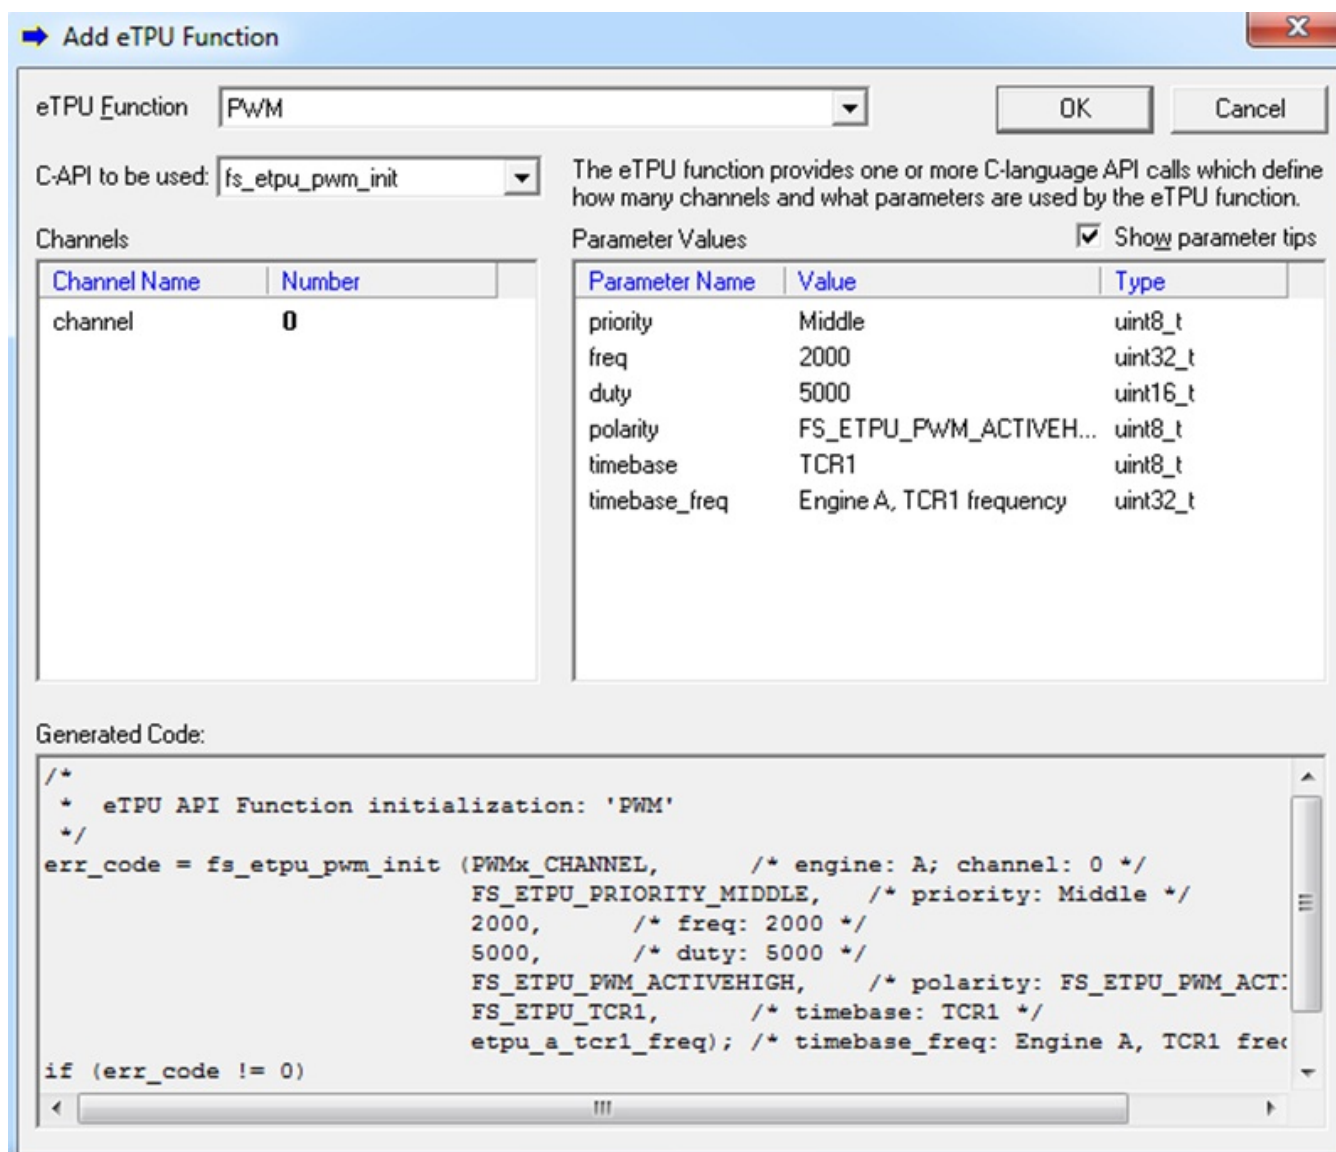 Add eTPU Function
eTPU Function PWM OK Cancel
C-API to be used: fs_etpu_pwm_init
The eTPU function provides one or more C-language API calls which define
how many channels and what parameters are used by the eTPU function.
Channels
Channel Name Number
channel 0
Parameter Values Show parameter tips
Parameter Name Value Type
priority Middle uint8_t
freq 2000 uint32_t
duty 5000 uint16_t
polarity FS_ETPU_PWM_ACTIVEH... uint8_t
timebase TCR1 uint8_t
timebase_freq Engine A, TCR1 frequency uint32_t
Generated Code:
/*
* eTPU API Function initialization: 'PWM'
*/
err_code = fs_etpu_pwm_init (PWMx_CHANNEL, /* engine: A; channel: 0 */
FS_ETPU_PRIORITY_MIDDLE, /* priority: Middle */
2000, /* freq: 2000 */
5000, /* duty: 5000 */
FS_ETPU_PWM_ACTIVEHIGH, /* polarity: FS_ETPU_PWM_ACT
FS_ETPU_TCR1, /* timebase: TCR1 */
etpu_a_tcr1_freq); /* timebase_freq: Engine A, TCR1 fre
if (err_code != 0)